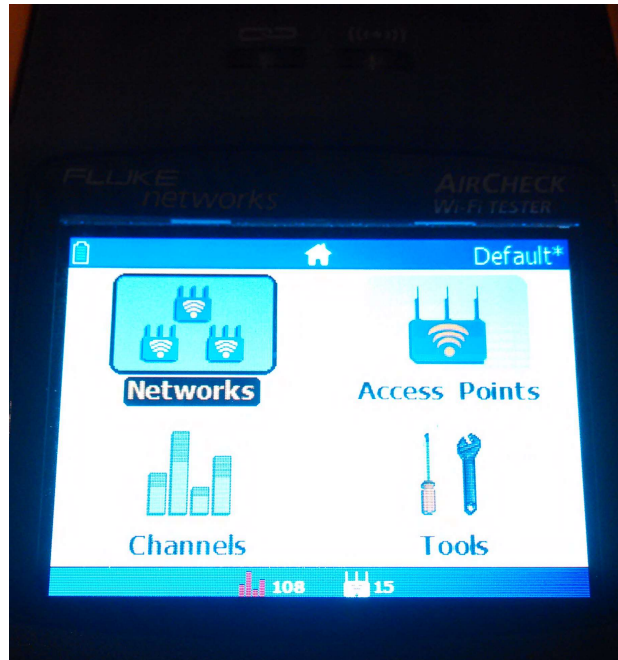 FLUKE
networks
AIRCHECK
WI-FI TESTER
Default*
Networks
Access Points
Channels
Tools
108
15